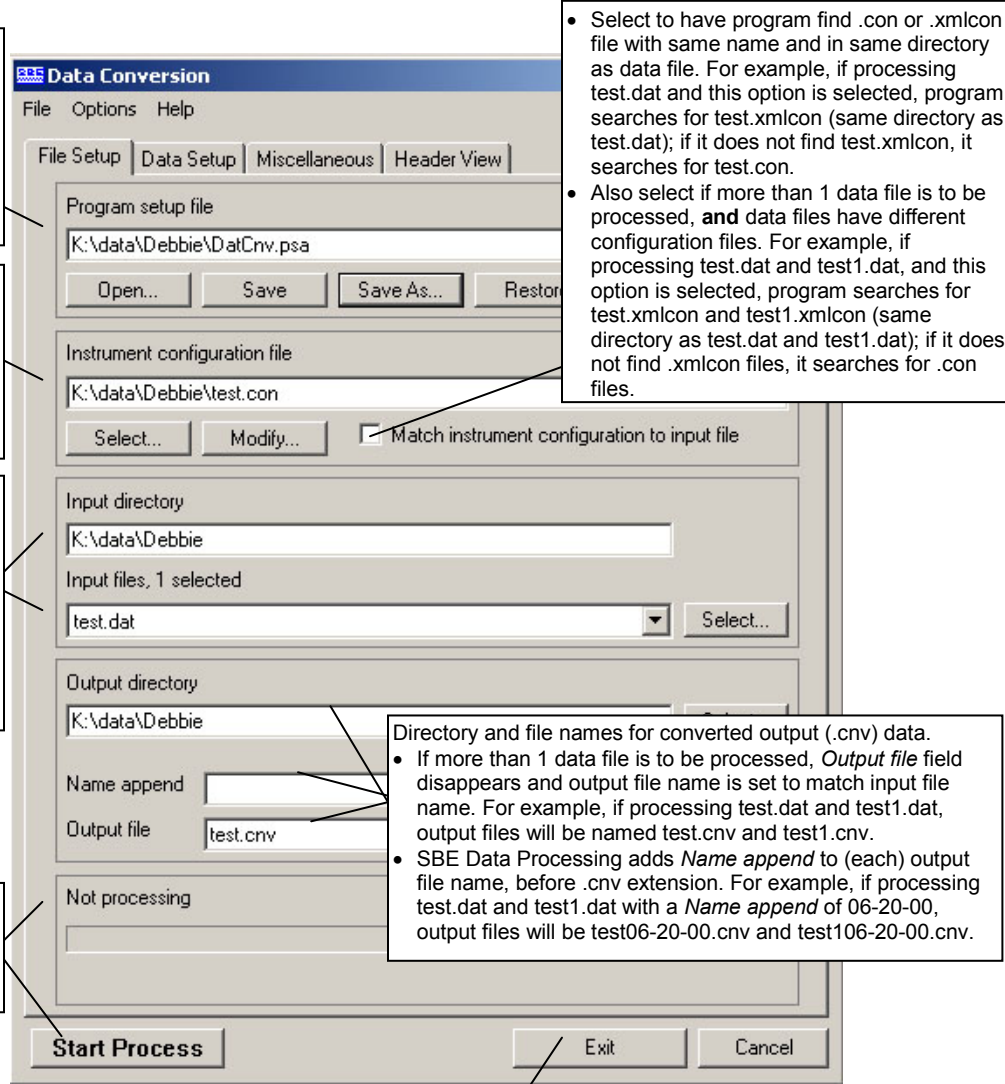 • Select to have program find .con or .xmlcon
file with same name and in same directory
as data file. For example, if processing
test.dat and this option is selected, program
searches for test.xmlcon (same directory as
test.dat); if it does not find test.xmlcon, it
searches for test.con.
• Also select if more than 1 data file is to be
processed, and data files have different
configuration files. For example, if
processing test.dat and test1.dat, and this
option is selected, program searches for
test.xmlcon and test1.xmlcon (same
directory as test.dat and test1.dat); if it does
not find .xmlcon files, it searches for .con
files.
SBE Data Conversion
File Options Help
File Setup Data Setup Miscellaneous Header View
Program setup file
K:\data\Debbie\DatCnv.psa
Open... Save Save As...
Instrument configuration file
K:\data\Debbie\test.con
Select... Modify... Match instrument configuration to input file
Input directory
K:\data\Debbie
Input files, 1 selected
test.dat Select...
Output directory
K:\data\Debbie
Name append
Output file test.cnv
Directory and file names for converted output (.cnv) data.
• If more than 1 data file is to be processed, Output file field
disappears and output file name is set to match input file
name. For example, if processing test.dat and test1.dat,
output files will be named test.cnv and test1.cnv.
• SBE Data Processing adds Name append to (each) output
file name, before .cnv extension. For example, if processing
test.dat and test1.dat with a Name append of 06-20-00,
output files will be test06-20-00.cnv and test106-20-00.cnv.
Not processing
Start Process Exit Cancel